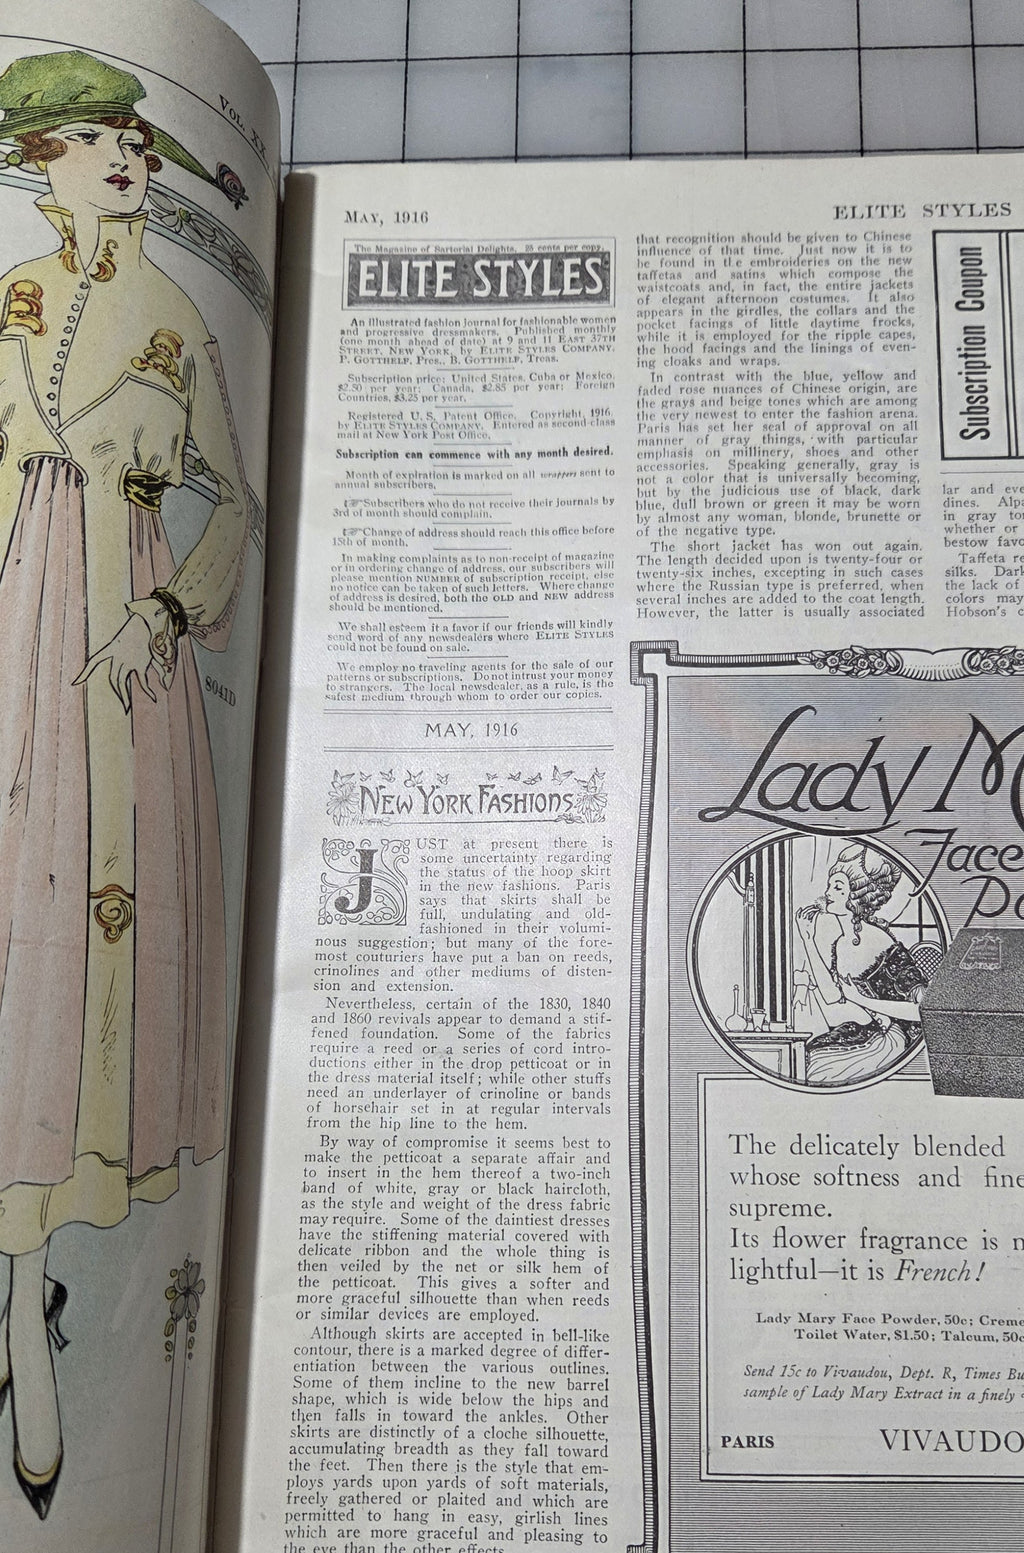 VOL. XX
8041D
MAY, 1916
ELITE STYLES
The Magazine of Sartorial Delights, 25 cents per copy.
ELITE STYLES
An illustrated fashion journal for fashionable women
and progressive dressmakers. Published monthly
(one month ahead of date) at 9 and 11 EAST 37TH
STREET, NEW YORK, by ELITE STYLES COMPANY.
P. GOTTHELF, Pres. B. GOTTHELF, Treas.
Subscription price: United States, Cuba or Mexico,
$2.50 per year; Canada, $2.85 per year; Foreign
Countries, $3.25 per year.
Registered U. S. Patent Office. Copyright, 1916,
by ELITE STYLES COMPANY. Entered as second-class
mail at New York Post Office.
Subscription can commence with any month desired.
Month of expiration is marked on all wrappers sent to
annual subscribers.
☞Subscribers who do not receive their journals by
3rd of month should complain.
☞Change of address should reach this office before
15th of month.
In making complaints as to non-receipt of magazine
or in ordering change of address, our subscribers will
please mention NUMBER of subscription receipt, else
no notice can be taken of such letters. Where change
of address is desired, both the OLD and NEW address
should be mentioned.
We shall esteem it a favor if our friends will kindly
send word of any newsdealers where ELITE STYLES
could not be found on sale.
We employ no traveling agents for the sale of our
patterns or subscriptions. Do not intrust your money
to strangers. The local newsdealer, as a rule, is the
safest medium through whom to order our copies.
MAY, 1916
NEW YORK FASHIONS
JUST at present there is
some uncertainty regarding
the status of the hoop skirt
in the new fashions. Paris
says that skirts shall be
full, undulating and old-
fashioned in their volumi-
nous suggestion; but many of the fore-
most couturiers have put a ban on reeds,
crinolines and other mediums of disten-
sion and extension.
Nevertheless, certain of the 1830, 1840
and 1860 revivals appear to demand a stif-
fened foundation. Some of the fabrics
require a reed or a series of cord intro-
ductions either in the drop petticoat or in
the dress material itself; while other stuffs
need an underlayer of crinoline or bands
of horsehair set in at regular intervals
from the hip line to the hem.
By way of compromise it seems best to
make the petticoat a separate affair and
to insert in the hem thereof a two-inch
band of white, gray or black haircloth,
as the style and weight of the dress fabric
may require. Some of the daintiest dresses
have the stiffening material covered with
delicate ribbon and the whole thing is
then veiled by the net or silk hem of
the petticoat. This gives a softer and
more graceful silhouette than when reeds
or similar devices are employed.
Although skirts are accepted in bell-like
contour, there is a marked degree of differ-
entiation between the various outlines.
Some of them incline to the new barrel
shape, which is wide below the hips and
then falls in toward the ankles. Other
skirts are distinctly of a cloche silhouette,
accumulating breadth as they fall toward
the feet. Then there is the style that em-
ploys yards upon yards of soft materials,
freely gathered or plaited and which are
permitted to hang in easy, girlish lines
which are more graceful and pleasing to
the eye than the other effects.
that recognition should be given to Chinese
influence of that time. Just now it is to
be found in the embroideries on the new
taffetas and satins which compose the
waistcoats and, in fact, the entire jackets
of elegant afternoon costumes. It also
appears in the girdles, the collars and the
pocket facings of little daytime frocks,
while it is employed for the ripple capes,
the hood facings and the linings of even-
ing cloaks and wraps.
In contrast with the blue, yellow and
faded rose nuances of Chinese origin, are
the grays and beige tones which are among
the very newest to enter the fashion arena.
Paris has set her seal of approval on all
manner of gray things, with particular
emphasis on millinery, shoes and other
accessories. Speaking generally, gray is
not a color that is universally becoming,
but by the judicious use of black, dark
blue, dull brown or green it may be worn
by almost any woman, blonde, brunette or
of the negative type.
The short jacket has won out again.
The length decided upon is twenty-four or
twenty-six inches, excepting in such cases
where the Russian type is preferred, when
several inches are added to the coat length.
However, the latter is usually associated
Subscription Coupon
lar and eve
dines. Alpa
in gray to
whether or
bestow favo
Taffeta re
silks. Dark
the lack of
colors may
Hobson's c
Lady M
Face
Po
The delicately blended
whose softness and fine
supreme.
Its flower fragrance is
lightful—it is French!
Lady Mary Face Powder, 50c; Creme
Toilet Water, $1.50; Talcum, 50c
Send 15c to Vivaudou, Dept. R, Times Bu
sample of Lady Mary Extract in a finely
PARIS
VIVAUDO